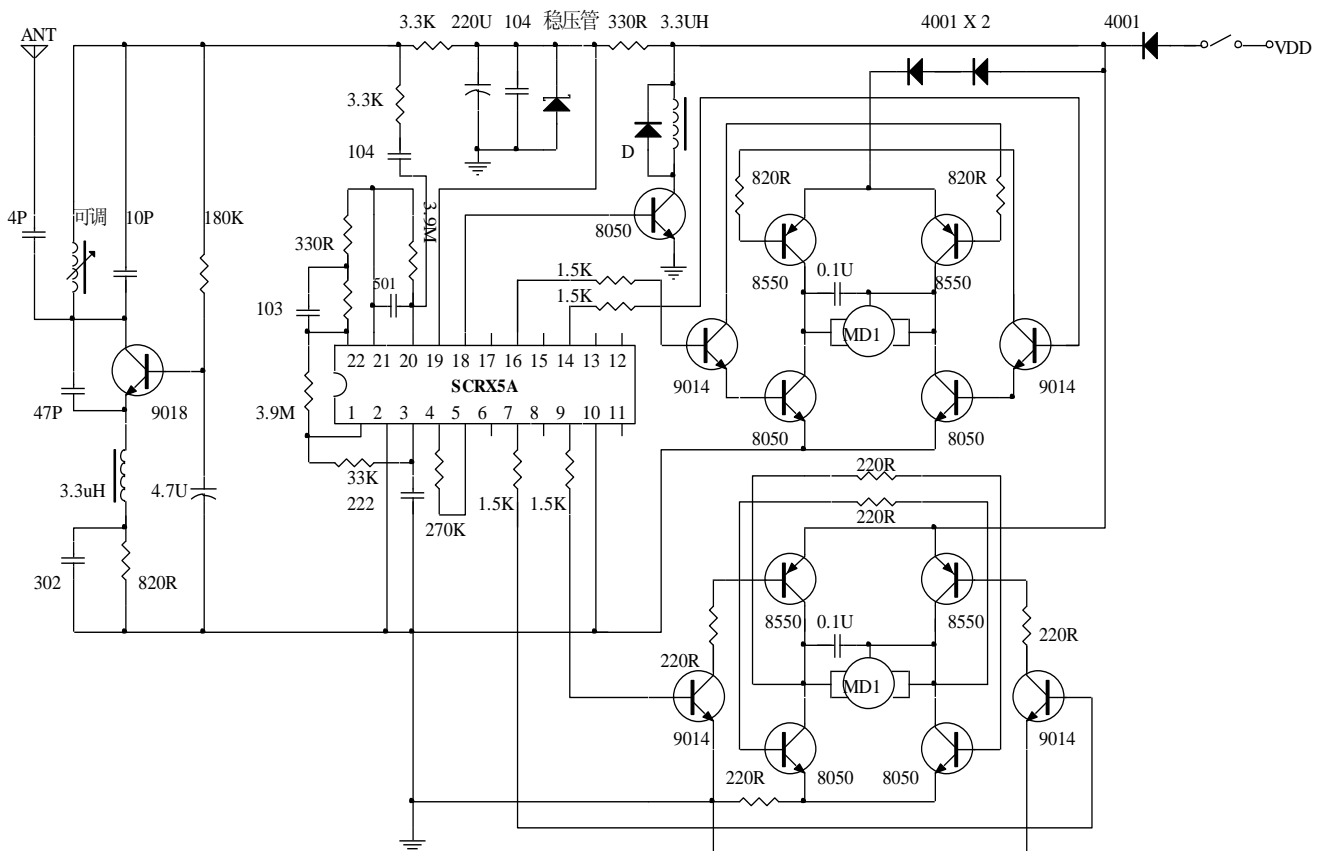 3.3K 220U 104 稳压管 330R 3.3UH 4001 X 2 4001
ANT
VDD
3.3K
104
D
820R 820R
4P 可调 10P 180K
3.9M
8050
330R
8550 8550
0.1U
1.5K
501
1.5K
103
MD1
22 21 20 19 18 17 16 15 14 13 12
SCRX5A
9014 9014
47P 9018
3.9M
1 2 3 4 5 6 7 8 9 10 11
8050 8050
33K
220R
3.3uH 4.7U
222 1.5K 1.5K
220R
270K
302 820R
8550 8550
0.1U
220R
220R
MD1
9014 9014
220R 8050 8050